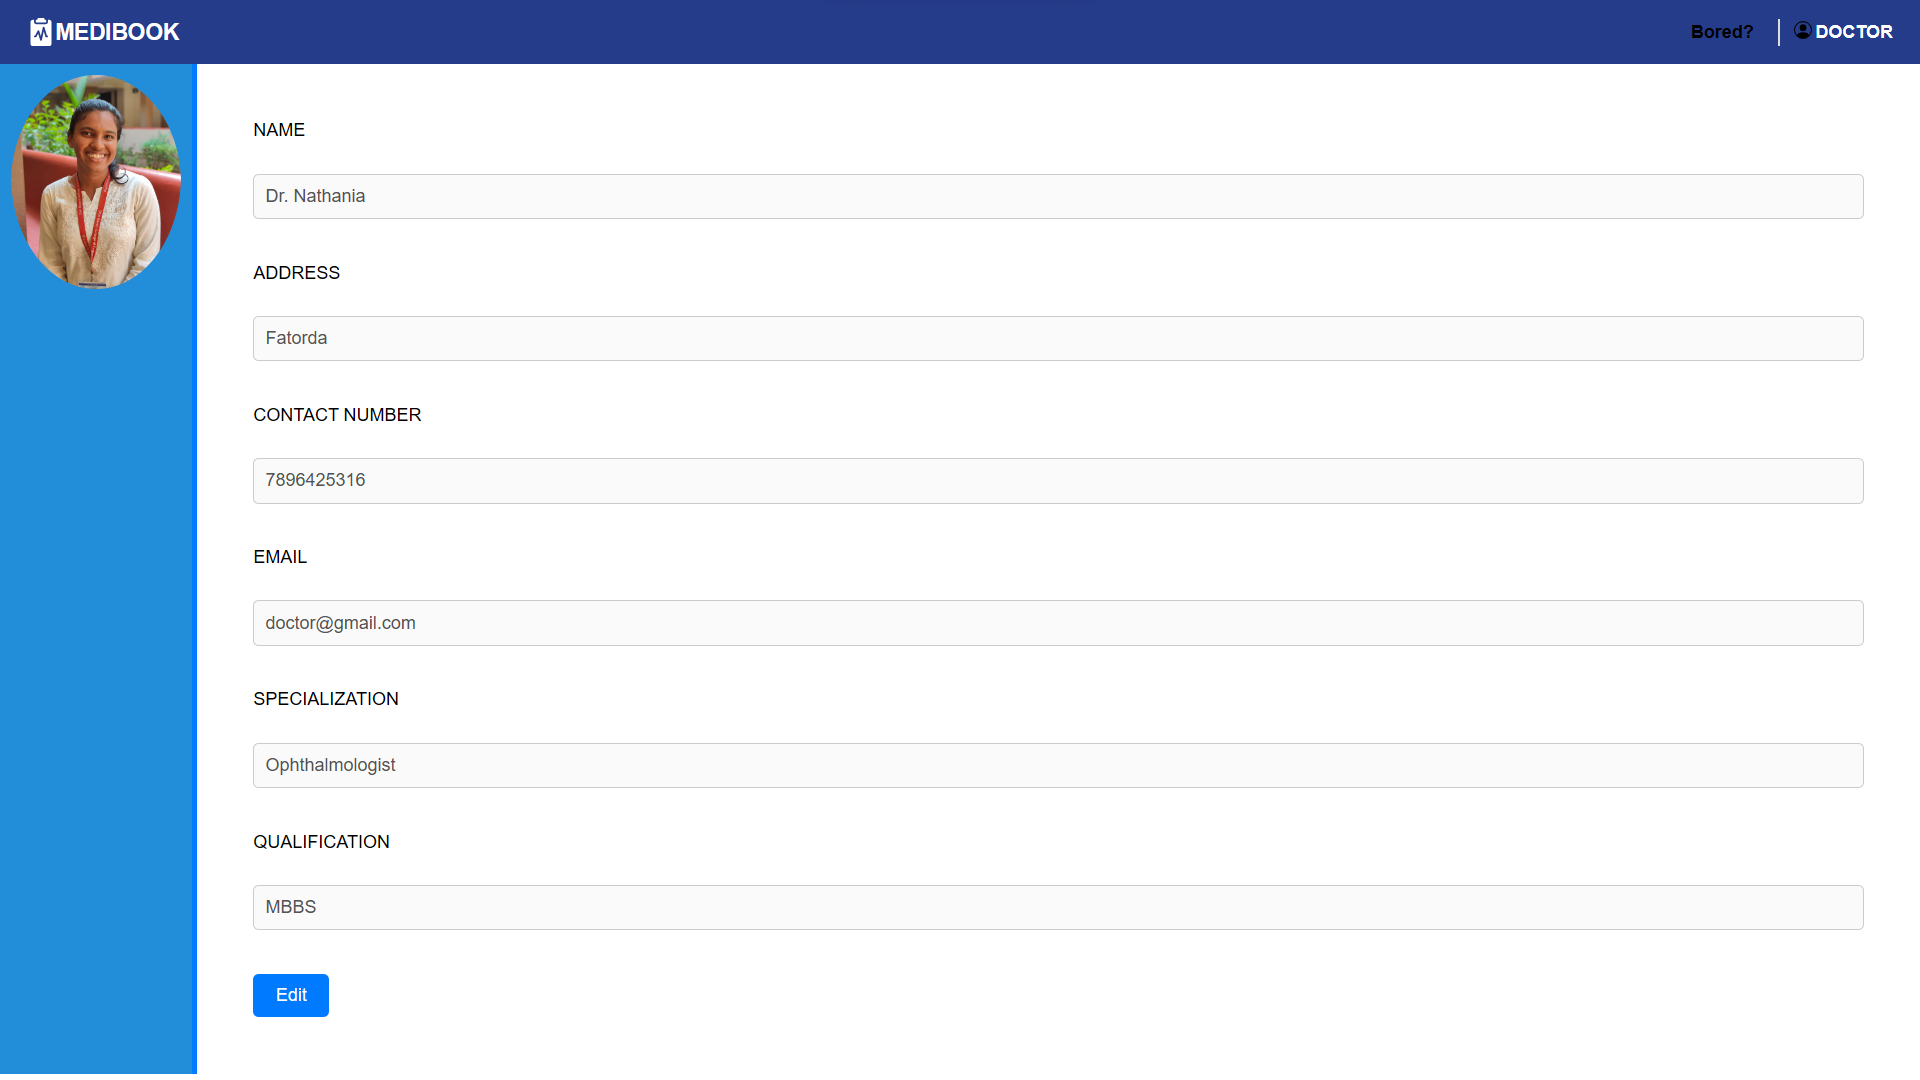 MEDIBOOK
Bored?
DOCTOR
NAME
Dr. Nathania
ADDRESS
Fatorda
CONTACT NUMBER
7896425316
EMAIL
doctor@gmail.com
SPECIALIZATION
Ophthalmologist
QUALIFICATION
MBBS
Edit